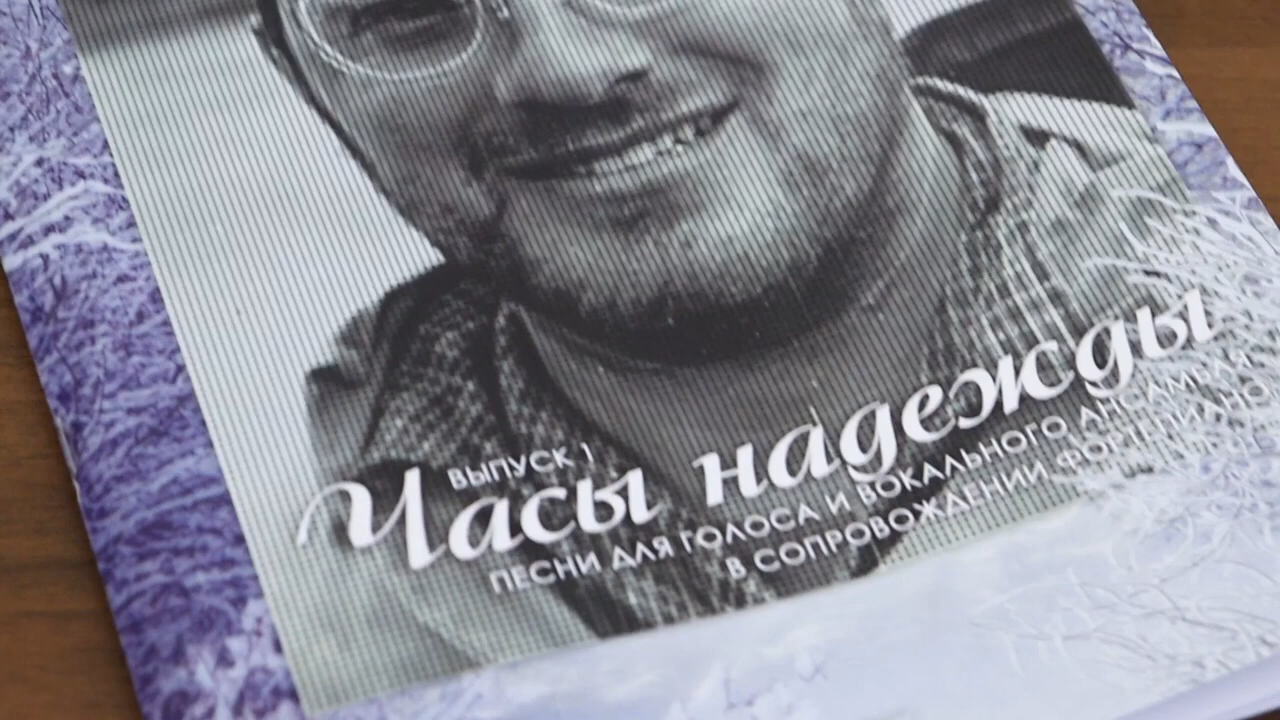 ВЫПУСК 1
Часы надежды
ПЕСНИ ДЛЯ ГОЛОСА И ВОКАЛЬНОГО АНСАМБЛЯ
В СОПРОВОЖДЕНИИ ФОРТЕПИАНО